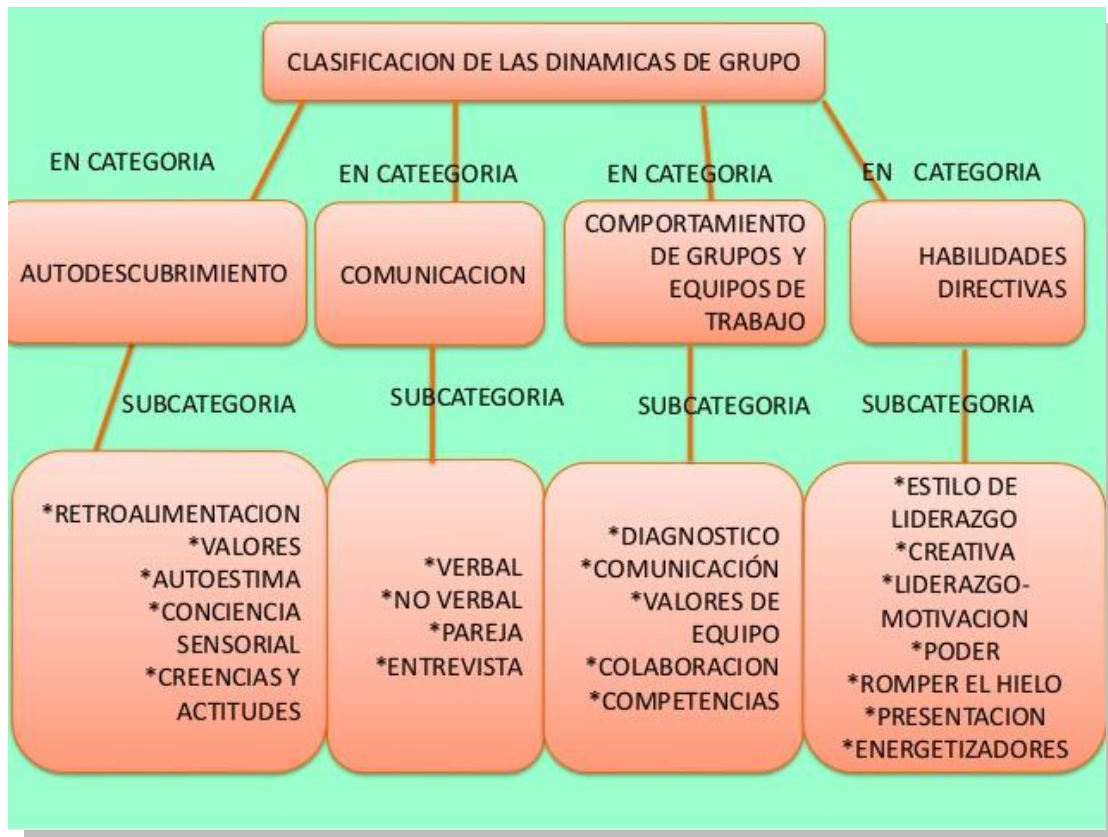 CLASIFICACION DE LAS DINAMICAS DE GRUPO
EN CATEGORIA
EN CATEEGORIA
EN CATEGORIA
EN CATEGORIA
AUTODESCUBRIMIENTO
COMUNICACION
COMPORTAMIENTO
DE GRUPOS Y
EQUIPOS DE
TRABAJO
HABILIDADES
DIRECTIVAS
SUBCATEGORIA
SUBCATEGORIA
SUBCATEGORIA
SUBCATEGORIA
*RETROALIMENTACION
*VALORES
*AUTOESTIMA
*CONCIENCIA
SENSORIAL
*CREENCIAS Y
ACTITUDES
*VERBAL
*NO VERBAL
*PAREJA
*ENTREVISTA
*DIAGNOSTICO
*COMUNICACIÓN
*VALORES DE
EQUIPO
*COLABORACION
*COMPETENCIAS
*ESTILO DE
LIDERAZGO
*CREATIVA
*LIDERAZGO-
MOTIVACION
*PODER
*ROMPER EL HIELO
*PRESENTACION
*ENERGETIZADORES